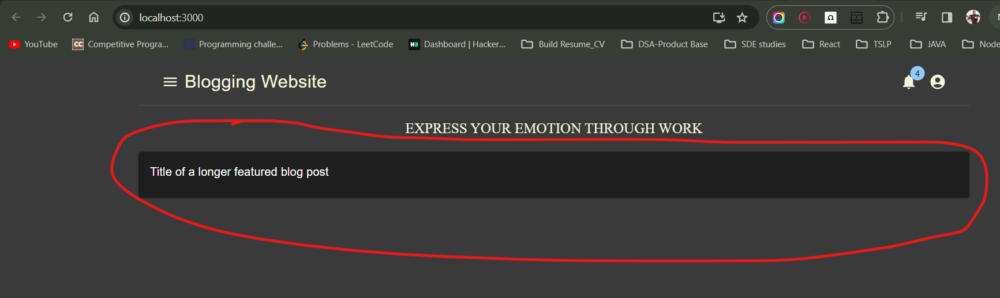 localhost:3000
YouTube CC Competitive Progra... Programming challe... Problems - LeetCode Dashboard | Hacker... Build Resume_CV DSA-Product Base SDE studies React TSLP JAVA Node
Blogging Website 4
EXPRESS YOUR EMOTION THROUGH WORK
Title of a longer featured blog post